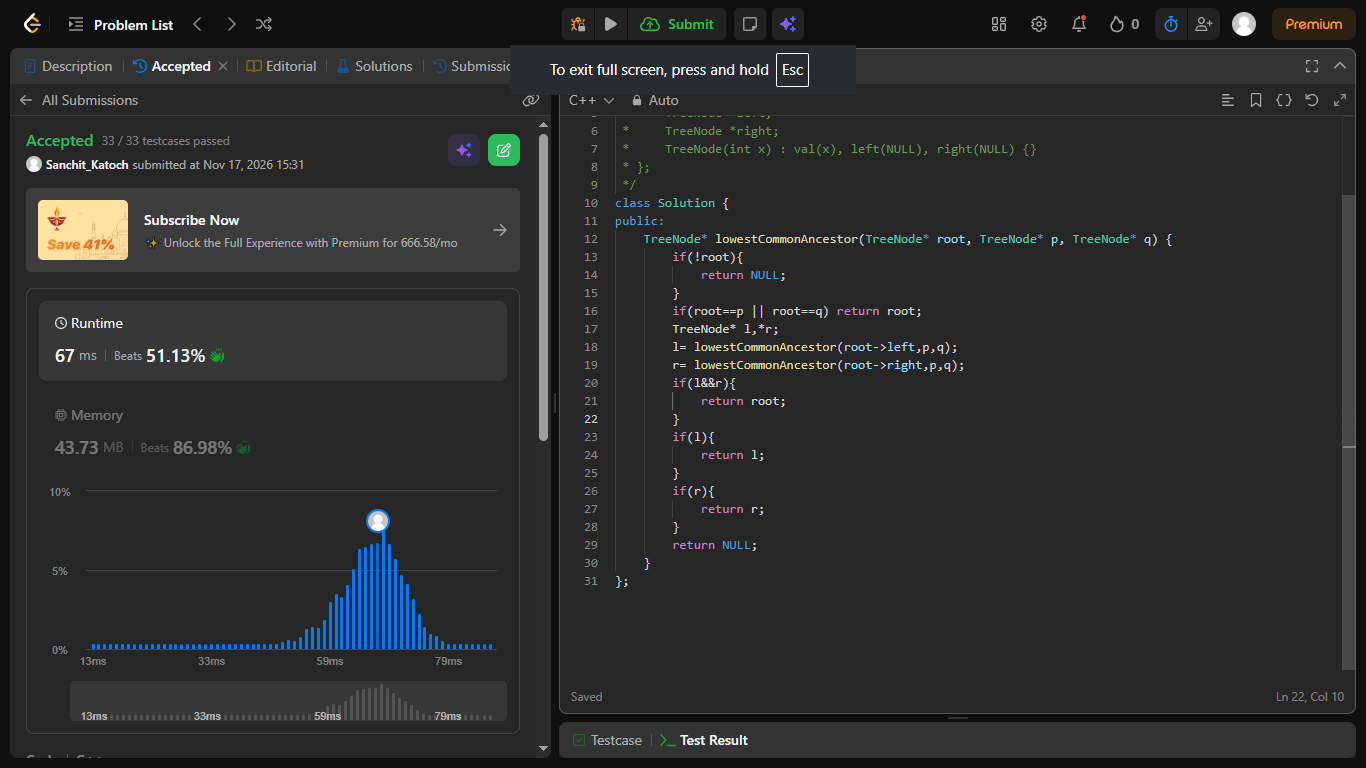 Problem List
Submit
0
Premium
To exit full screen, press and hold Esc
Description
Accepted
Editorial
Solutions
Submissio
All Submissions
Accepted 33 / 33 testcases passed
Sanchit_Katoch submitted at Nov 17, 2026 15:31
Save 41%
Subscribe Now
Unlock the Full Experience with Premium for 666.58/mo
Runtime
67 ms | Beats 51.13%
Memory
43.73 MB | Beats 86.98%
10%
5%
0%
13ms 33ms 59ms 79ms
13ms 33ms 59ms 79ms
C++ Auto
6 *     TreeNode *right;
7 *     TreeNode(int x) : val(x), left(NULL), right(NULL) {}
8 * };
9 */
10 class Solution {
11 public:
12     TreeNode* lowestCommonAncestor(TreeNode* root, TreeNode* p, TreeNode* q) {
13         if(!root){
14             return NULL;
15         }
16         if(root==p || root==q) return root;
17         TreeNode* l,*r;
18         l= lowestCommonAncestor(root->left,p,q);
19         r= lowestCommonAncestor(root->right,p,q);
20         if(l&&r){
21             return root;
22         }
23         if(l){
24             return l;
25         }
26         if(r){
27             return r;
28         }
29         return NULL;
30     }
31 };
Saved
Ln 22, Col 10
Testcase
Test Result